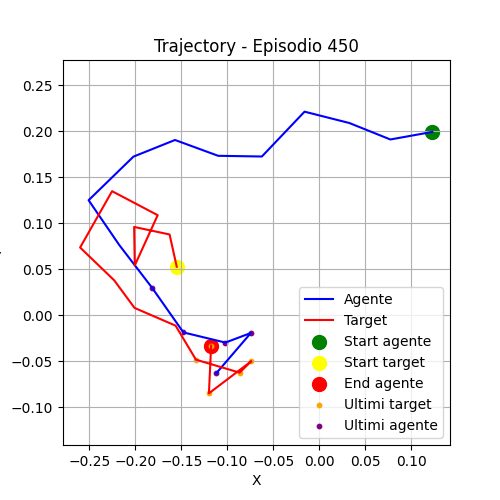 Trajectory - Episodio 450
0.25
0.20
0.15
0.10
0.05
0.00
−0.05
−0.10
−0.25
−0.20
−0.15
−0.10
−0.05
0.00
0.05
0.10
X
Agente
Target
Start agente
Start target
End agente
Ultimi target
Ultimi agente